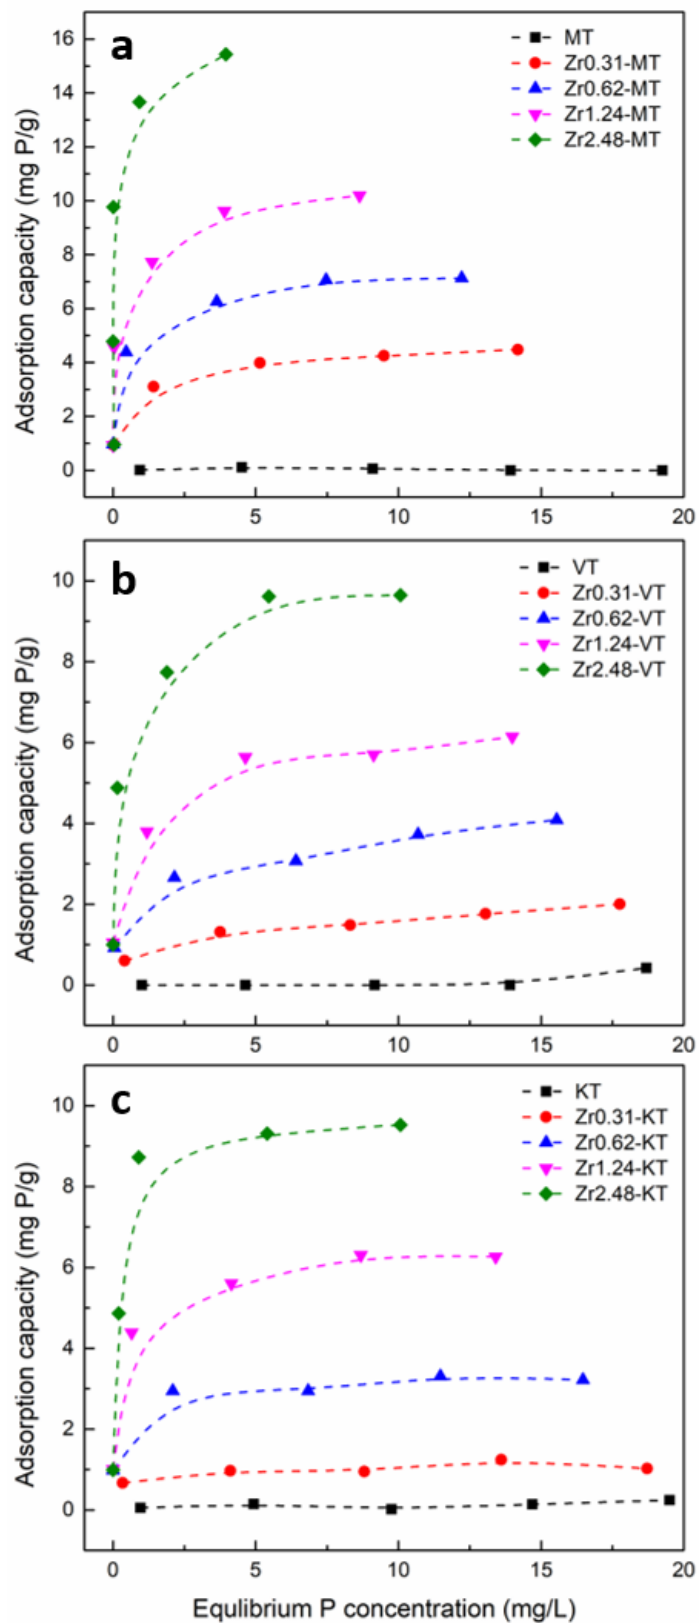 a
MT
Zr0.31-MT
Zr0.62-MT
Zr1.24-MT
Zr2.48-MT
Adsorption capacity (mg P/g)
16
14
12
10
8
6
4
2
0
0 5 10 15 20
b
VT
Zr0.31-VT
Zr0.62-VT
Zr1.24-VT
Zr2.48-VT
Adsorption capacity (mg P/g)
10
8
6
4
2
0
0 5 10 15 20
c
KT
Zr0.31-KT
Zr0.62-KT
Zr1.24-KT
Zr2.48-KT
Adsorption capacity (mg P/g)
10
8
6
4
2
0
0 5 10 15 20
Equlibrium P concentration (mg/L)